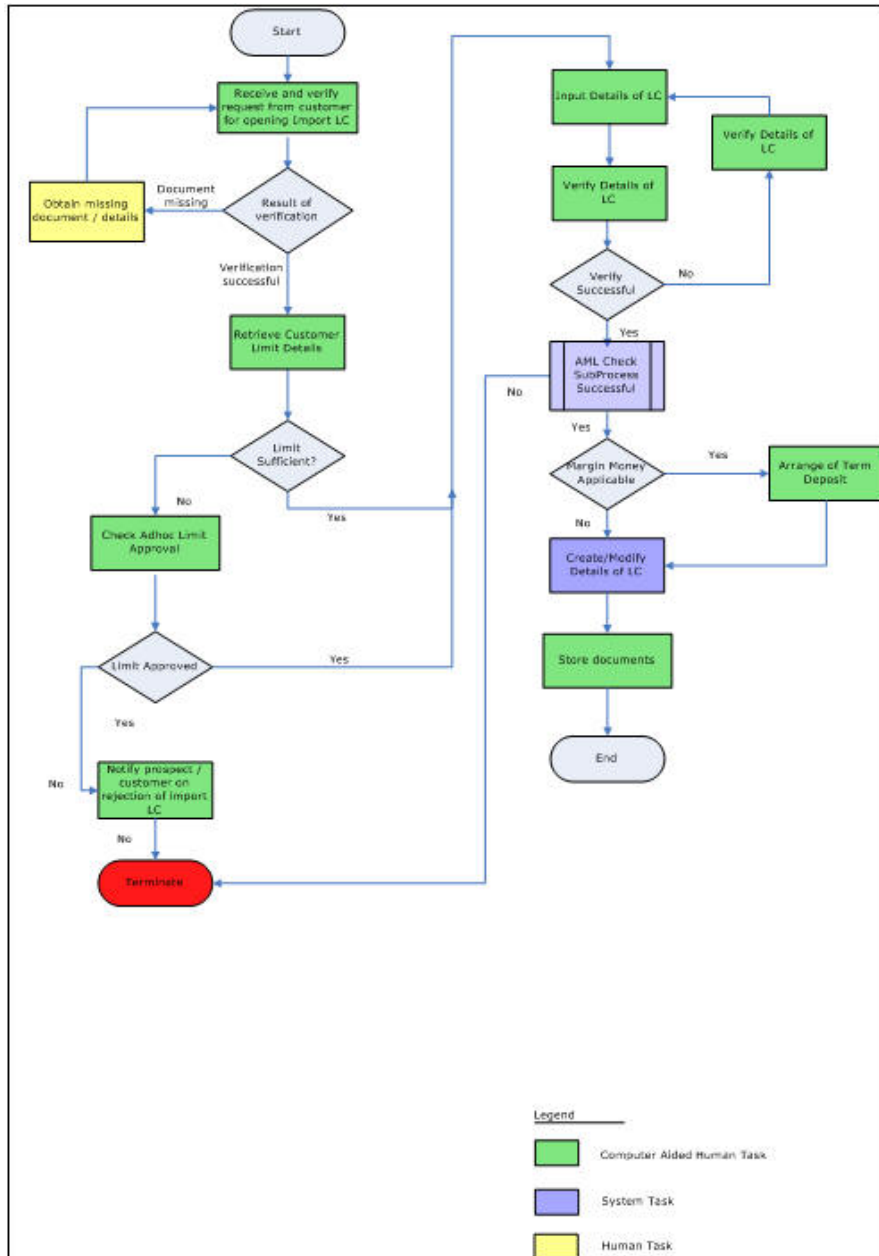 Start
Receive and verify
request from customer
for opening Import LC
Document
missing
Obtain missing
document / details
Result of
verification
Verification
successful
Retrieve Customer
Limit Details
Limit
Sufficient?
No
Yes
Check Adhoc Limit
Approval
Limit Approved
Yes
Yes
No
Notify prospect /
customer on
rejection of import
LC
No
Terminate
Input Details of LC
Verify Details of
LC
Verify Details of
LC
Verify
Successful
No
Yes
AML Check
SubProcess
Successful
No
Yes
Margin Money
Applicable
Yes
Arrange of Term
Deposit
No
Create/Modify
Details of LC
Store documents
End
Legend
Computer Aided Human Task
System Task
Human Task